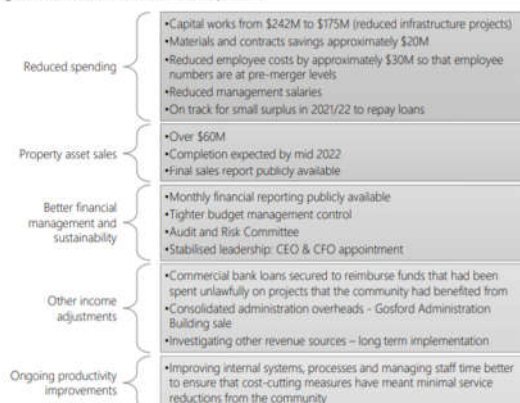 •Capital works from $242M to $175M (reduced infrastructure projects)
•Materials and contracts savings approximately $20M
Reduced spending
•Reduced employee costs by approximately $30M so that employee
numbers are at pre-merger levels
•Reduced management salaries
•On track for small surplus in 2021/22 to repay loans
•Over $60M
Property asset sales
•Completion expected by mid 2022
•Final sales report publicly available
Better financial
management and
sustainability
•Monthly financial reporting publicly available
•Tighter budget management control
•Audit and Risk Committee
•Stabilised leadership: CEO & CFO appointment
Other income
adjustments
•Commercial bank loans secured to reimburse funds that had been
spent unlawfully on projects that the community had benefited from
•Consolidated administration overheads - Gosford Administration
Building sale
•Investigating other revenue sources – long term implementation
Ongoing productivity
improvements
•Improving internal systems, processes and managing staff time better
to ensure that cost-cutting measures have meant minimal service
reductions from the community